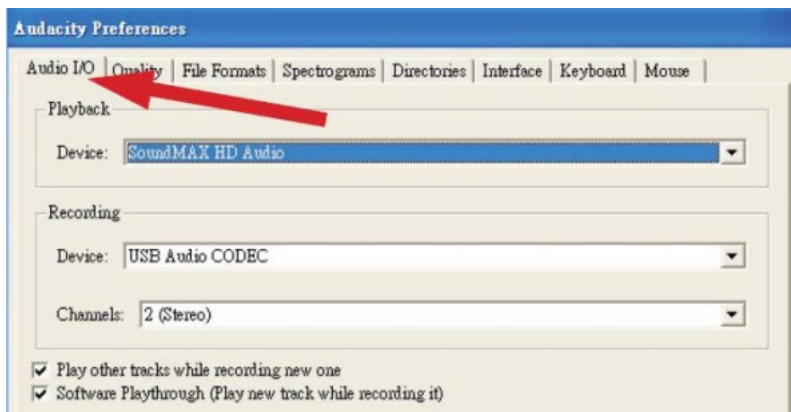 Audacity Preferences
Audio I/O Quality File Formats Spectrograms Directories Interface Keyboard Mouse
Playback
Device: SoundMAX HD Audio
Recording
Device: USB Audio CODEC
Channels: 2 (Stereo)
Play other tracks while recording new one
Software Playthrough (Play new track while recording it)